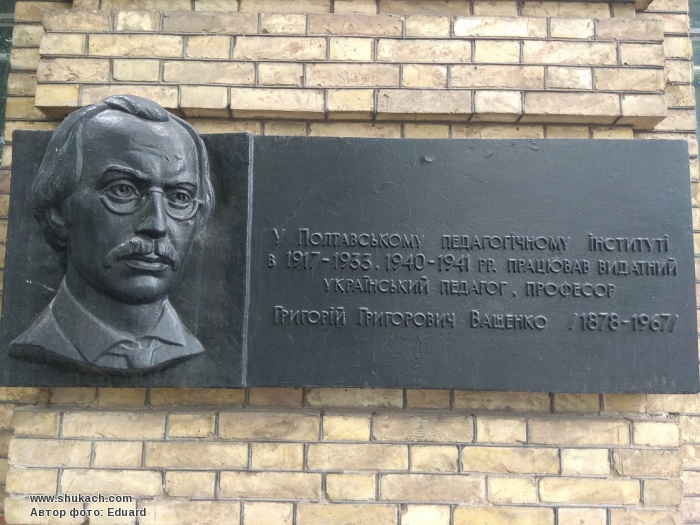 У Полтавському педагогічному інституті
в 1917-1933, 1940-1941 рр. працював видатний
український педагог, професор
Григорій Григорович Ващенко /1878-1967/
www.shukach.com
Автор фото: Eduard